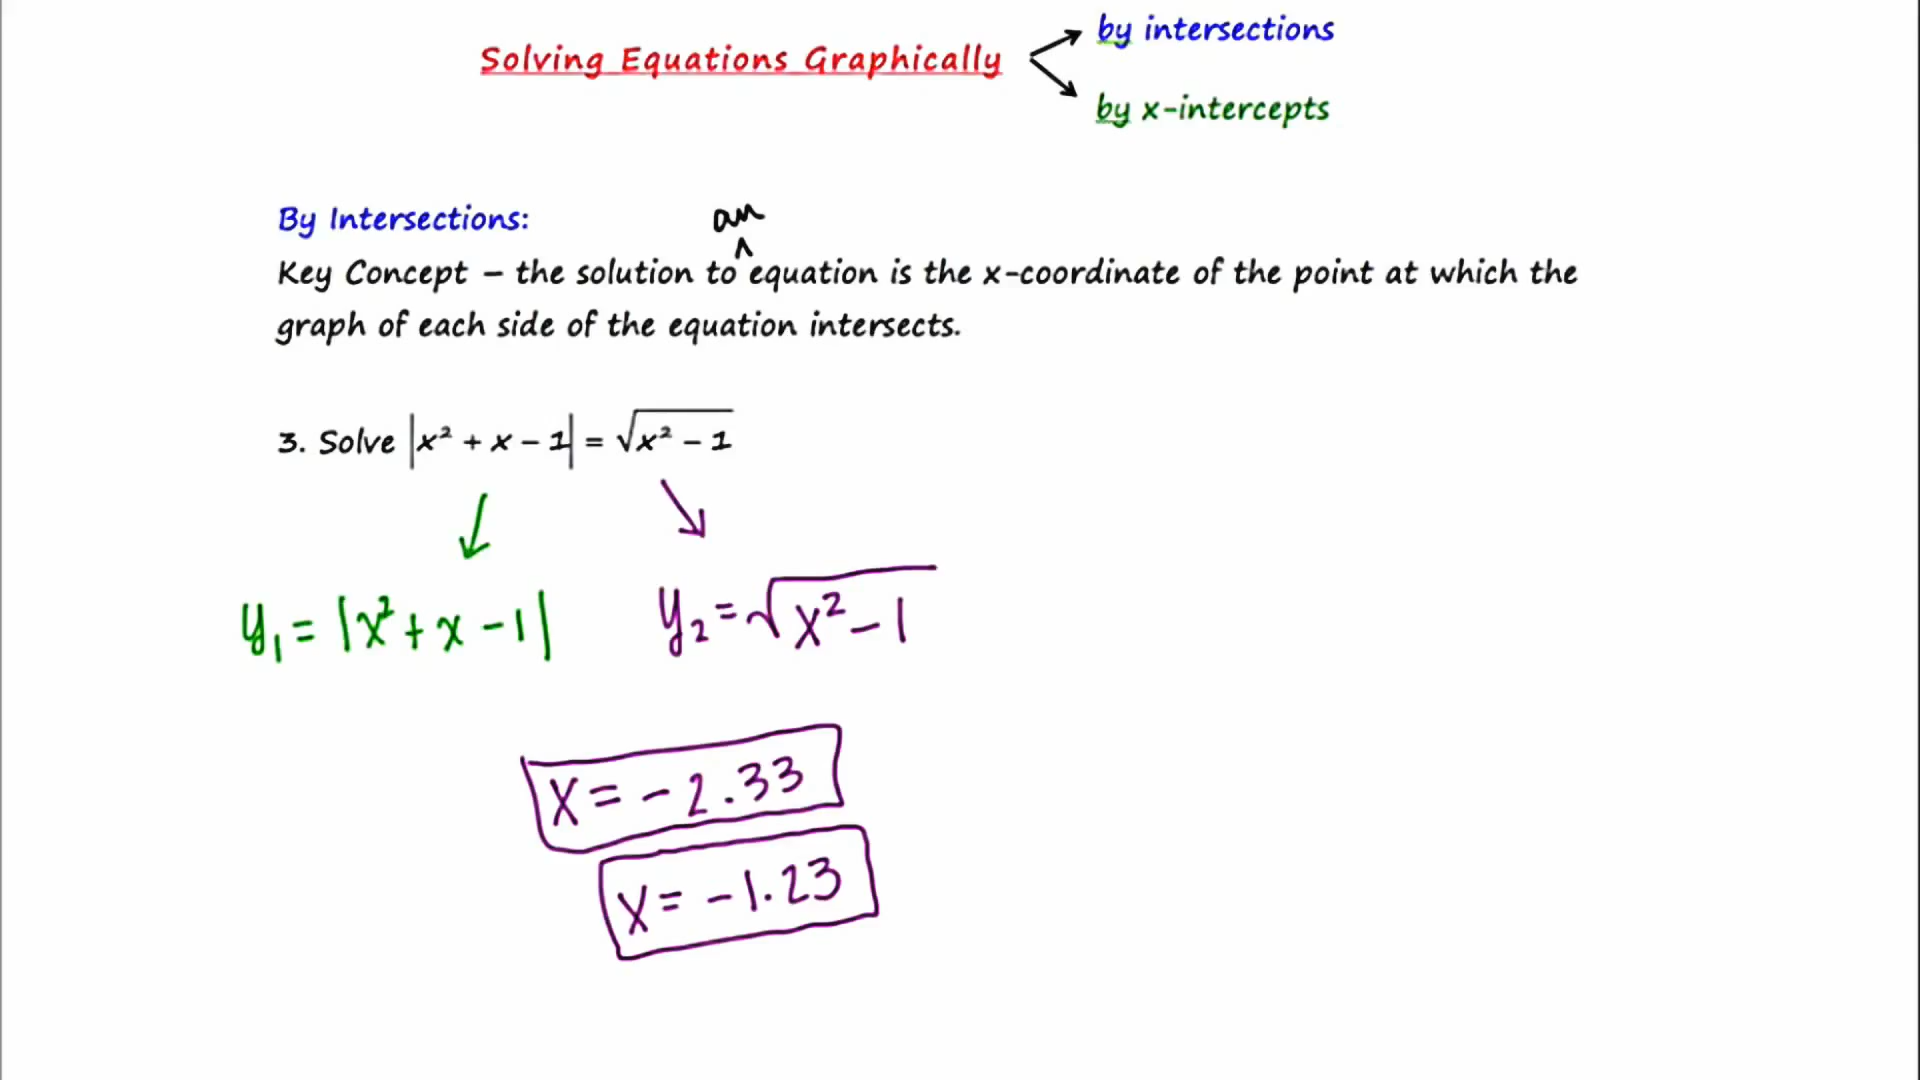 Solving Equations Graphically
by intersections
by x-intercepts
By Intersections:
an
Key Concept – the solution to ^ equation is the x-coordinate of the point at which the
graph of each side of the equation intersects.
3. Solve |x² + x – 1| = √(x² – 1)
y₁ = |x² + x – 1|
y₂ = √(x² – 1)
x = – 2.33
x = – 1.23